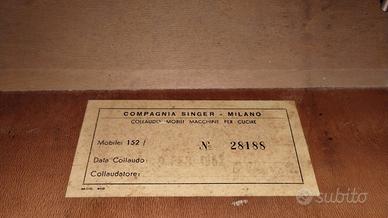 COMPAGNIA SINGER - MILANO
COLLAUDO MOBILI MACCHINE PER CUCIRE
Mobile: 152 / Nº 28188
Data Collaudo:
Collaudatore:
subito